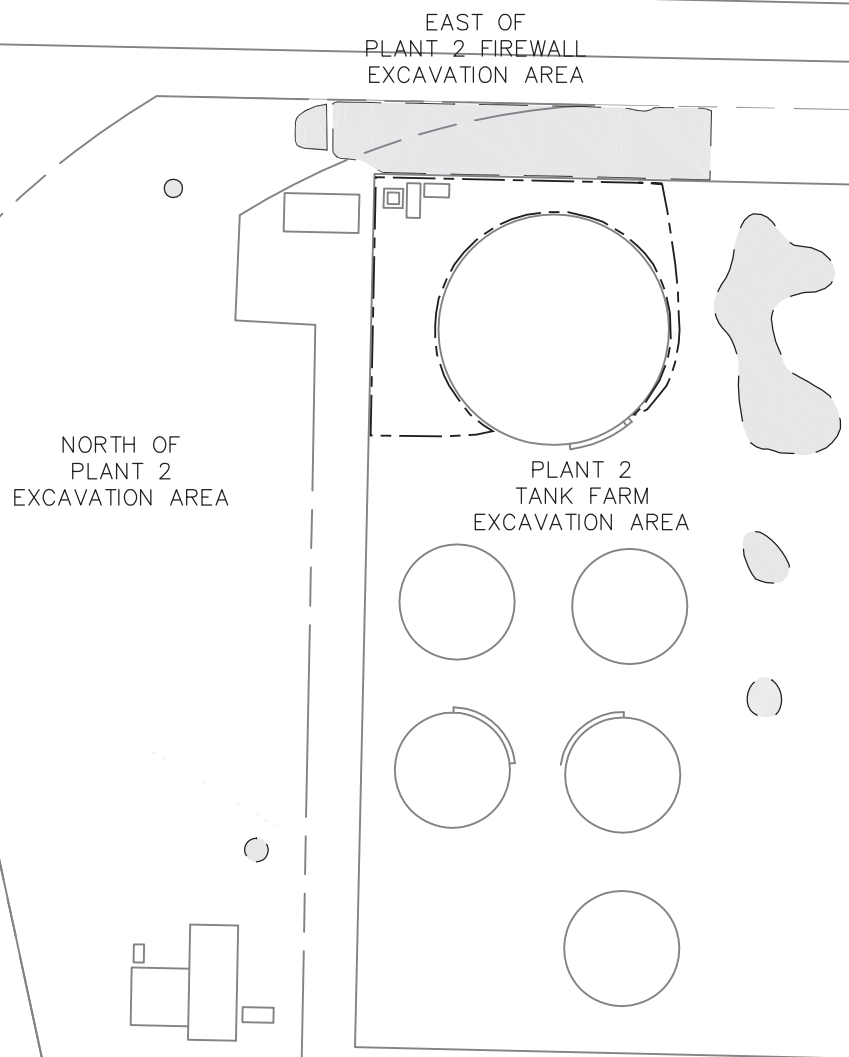 EAST OF
PLANT 2 FIREWALL
EXCAVATION AREA
NORTH OF
PLANT 2
EXCAVATION AREA
PLANT 2
TANK FARM
EXCAVATION AREA